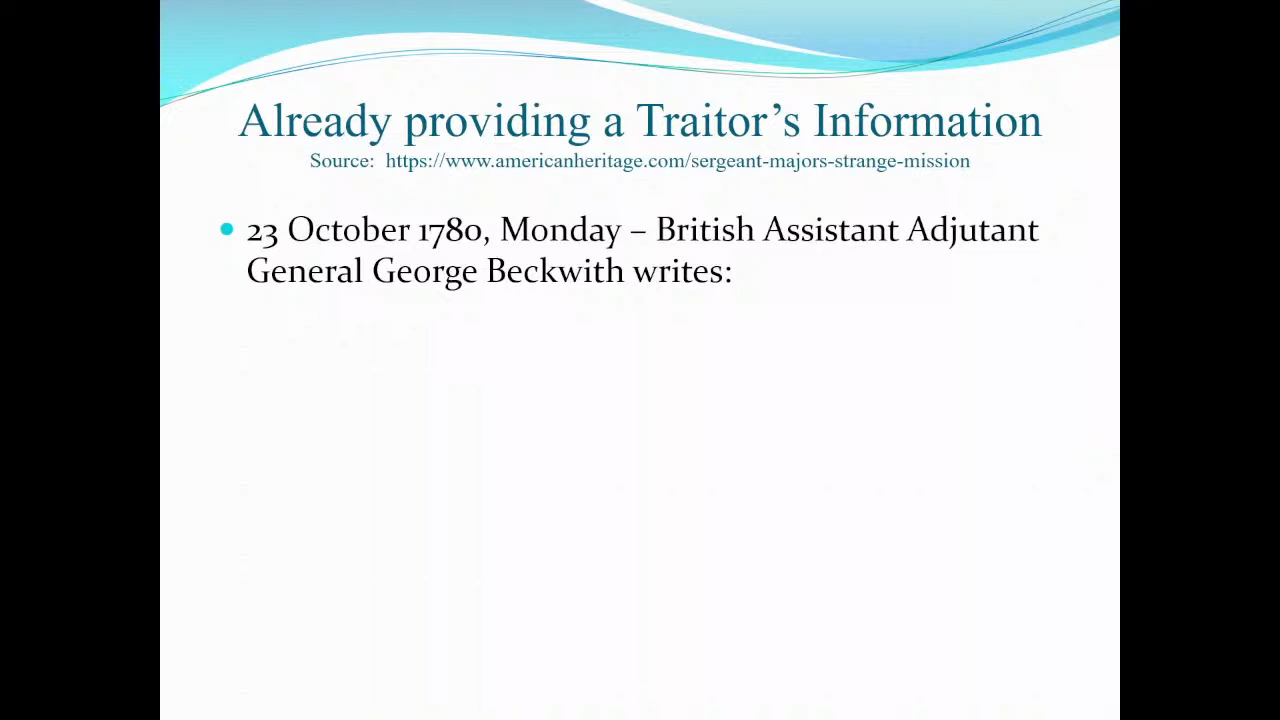 Already providing a Traitor’s Information
Source: https://www.americanheritage.com/sergeant-majors-strange-mission
• 23 October 1780, Monday – British Assistant Adjutant
General George Beckwith writes: